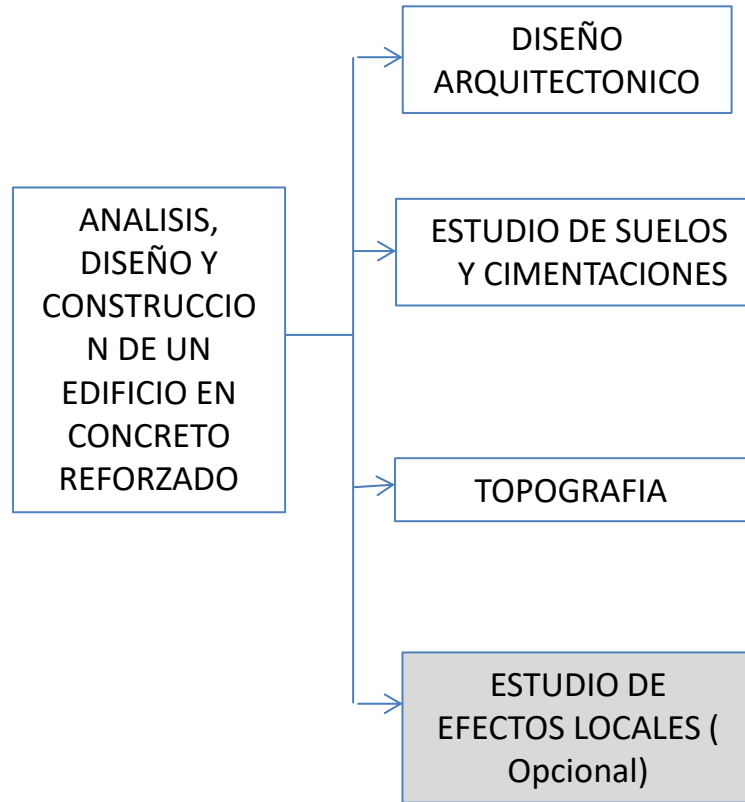 DISEÑO
ARQUITECTONICO
ANALISIS,
DISEÑO Y
CONSTRUCCIO
N DE UN
EDIFICIO EN
CONCRETO
REFORZADO
ESTUDIO DE SUELOS
Y CIMENTACIONES
TOPOGRAFIA
ESTUDIO DE
EFECTOS LOCALES (
Opcional)